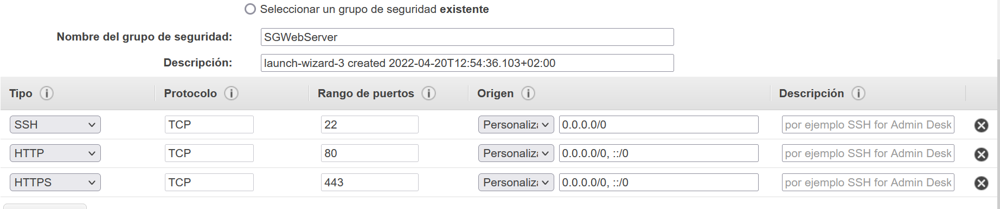 Seleccionar un grupo de seguridad existente
Nombre del grupo de seguridad: SGWebServer
Descripción: launch-wizard-3 created 2022-04-20T12:54:36.103+02:00
Tipo i Protocolo i Rango de puertos i Origen i Descripción i
SSH TCP 22 Personaliza 0.0.0.0/0 por ejemplo SSH for Admin Desk
HTTP TCP 80 Personaliza 0.0.0.0/0, ::/0 por ejemplo SSH for Admin Desk
HTTPS TCP 443 Personaliza 0.0.0.0/0, ::/0 por ejemplo SSH for Admin Desk